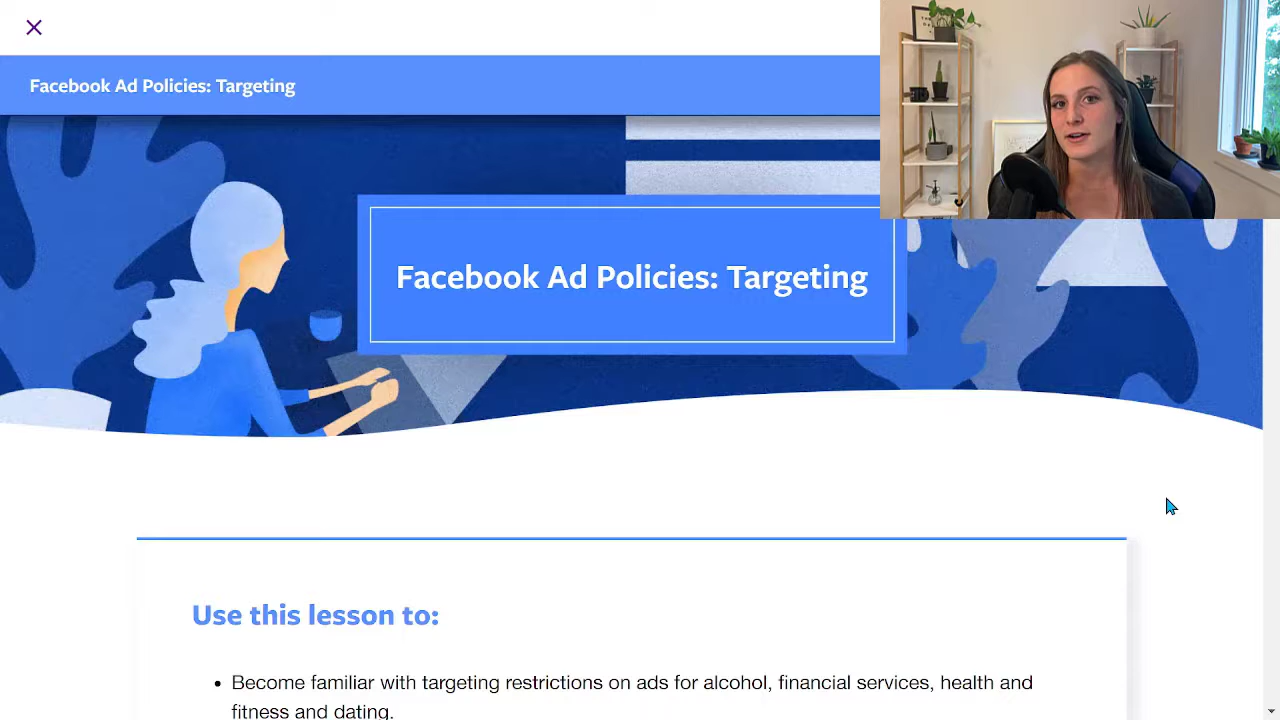 Facebook Ad Policies: Targeting
Facebook Ad Policies: Targeting
Use this lesson to:
• Become familiar with targeting restrictions on ads for alcohol, financial services, health and
fitness and dating.